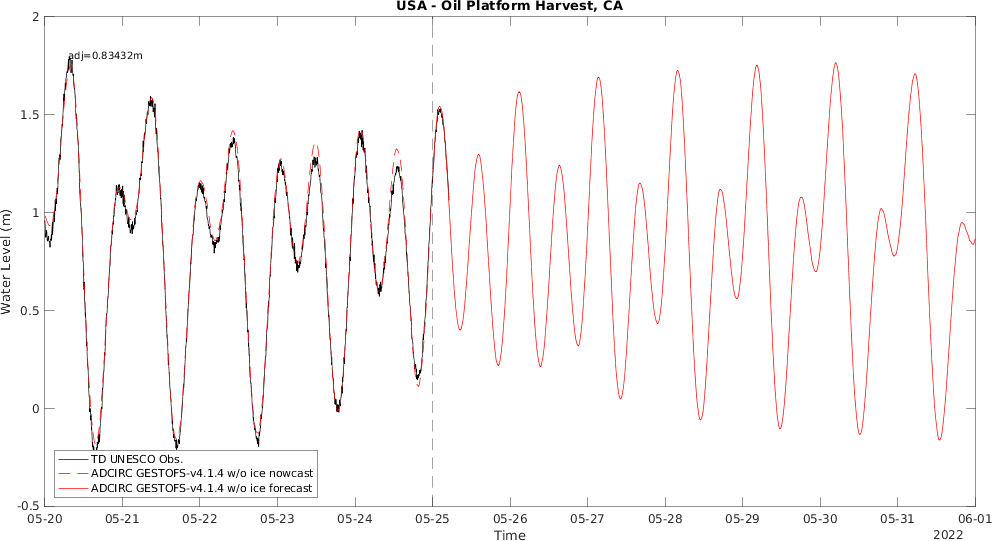 USA - Oil Platform Harvest, CA
2
1.5
1
0.5
0
-0.5
Water Level (m)
adj=0.83432m
TD UNESCO Obs.
ADCIRC GESTOFS-v4.1.4 w/o ice nowcast
ADCIRC GESTOFS-v4.1.4 w/o ice forecast
05-20 05-21 05-22 05-23 05-24 05-25 05-26 05-27 05-28 05-29 05-30 05-31 06-01
Time
2022